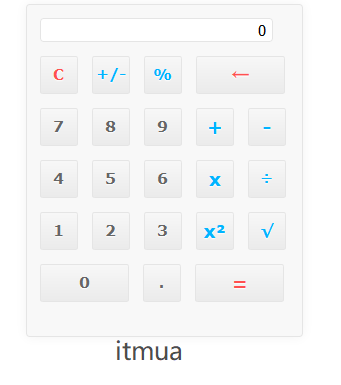 0
C +/- % ←
7 8 9 + -
4 5 6 x ÷
1 2 3 x² √
0 . =
itmua